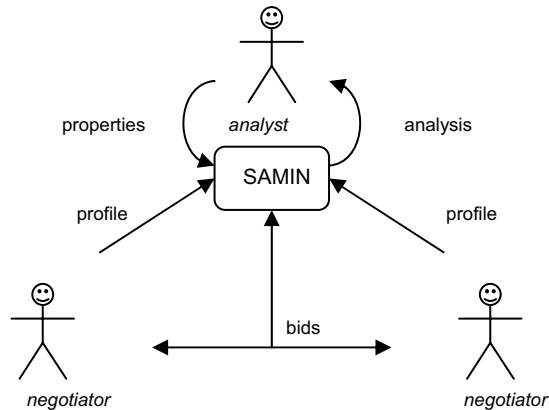 properties
analyst
analysis
SAMIN
profile
profile
bids
negotiator
negotiator